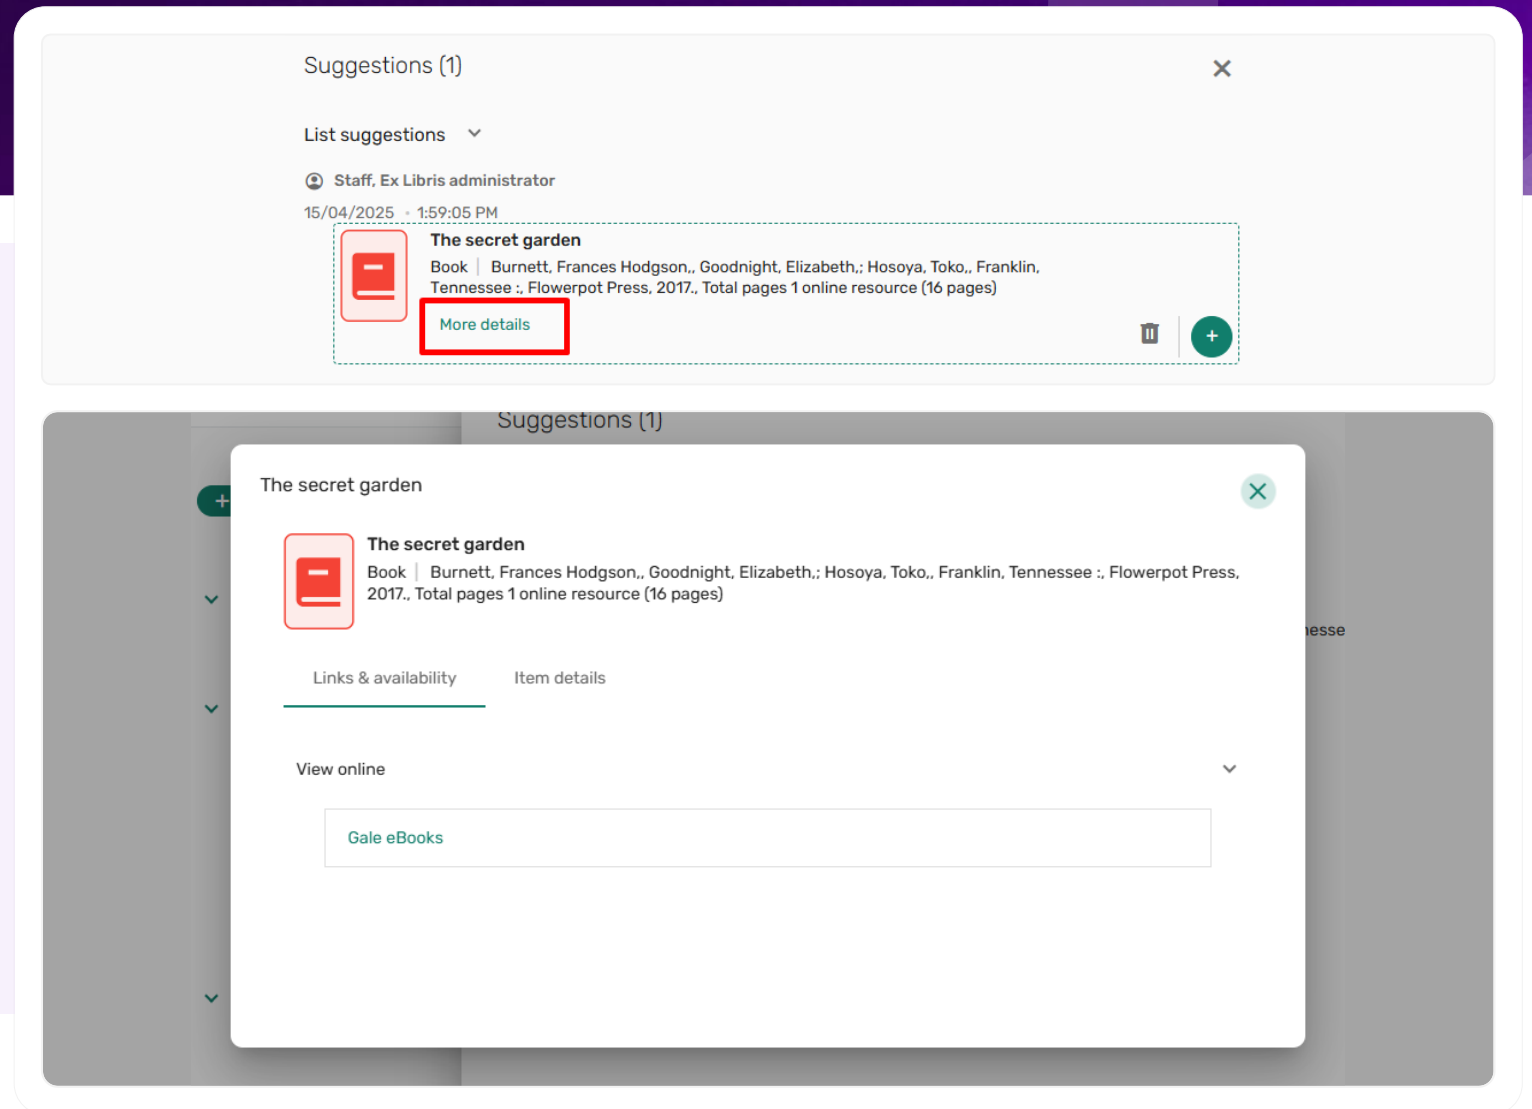 Suggestions (1)
List suggestions
Staff, Ex Libris administrator
15/04/2025 • 1:59:05 PM
The secret garden
Book | Burnett, Frances Hodgson,, Goodnight, Elizabeth,; Hosoya, Toko,, Franklin,
Tennessee :, Flowerpot Press, 2017., Total pages 1 online resource (16 pages)
More details
Suggestions (1)
The secret garden
The secret garden
Book | Burnett, Frances Hodgson,, Goodnight, Elizabeth,; Hosoya, Toko,, Franklin, Tennessee :, Flowerpot Press,
2017., Total pages 1 online resource (16 pages)
nesse
Links & availability Item details
View online
Gale eBooks